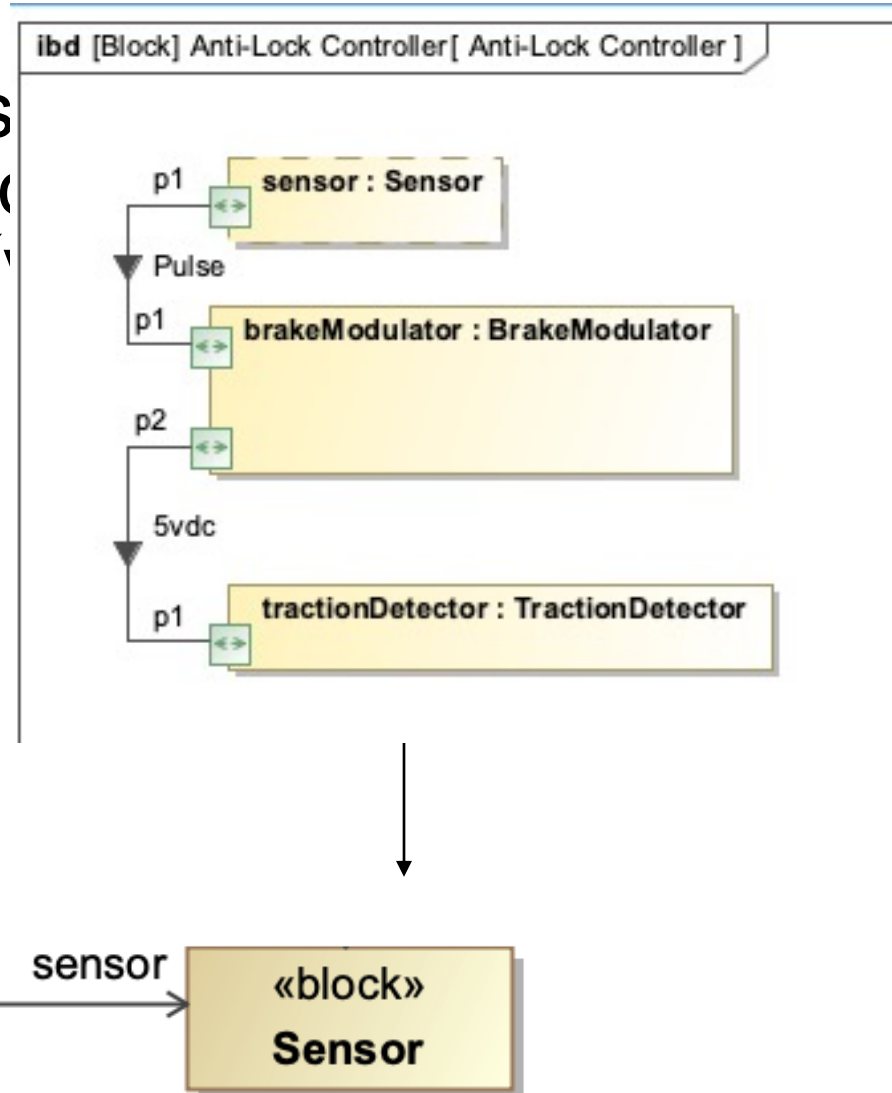 ibd [Block] Anti-Lock Controller[ Anti-Lock Controller ]
p1
sensor : Sensor
Pulse
p1
brakeModulator : BrakeModulator
p2
5vdc
p1
tractionDetector : TractionDetector
sensor
«block»
Sensor